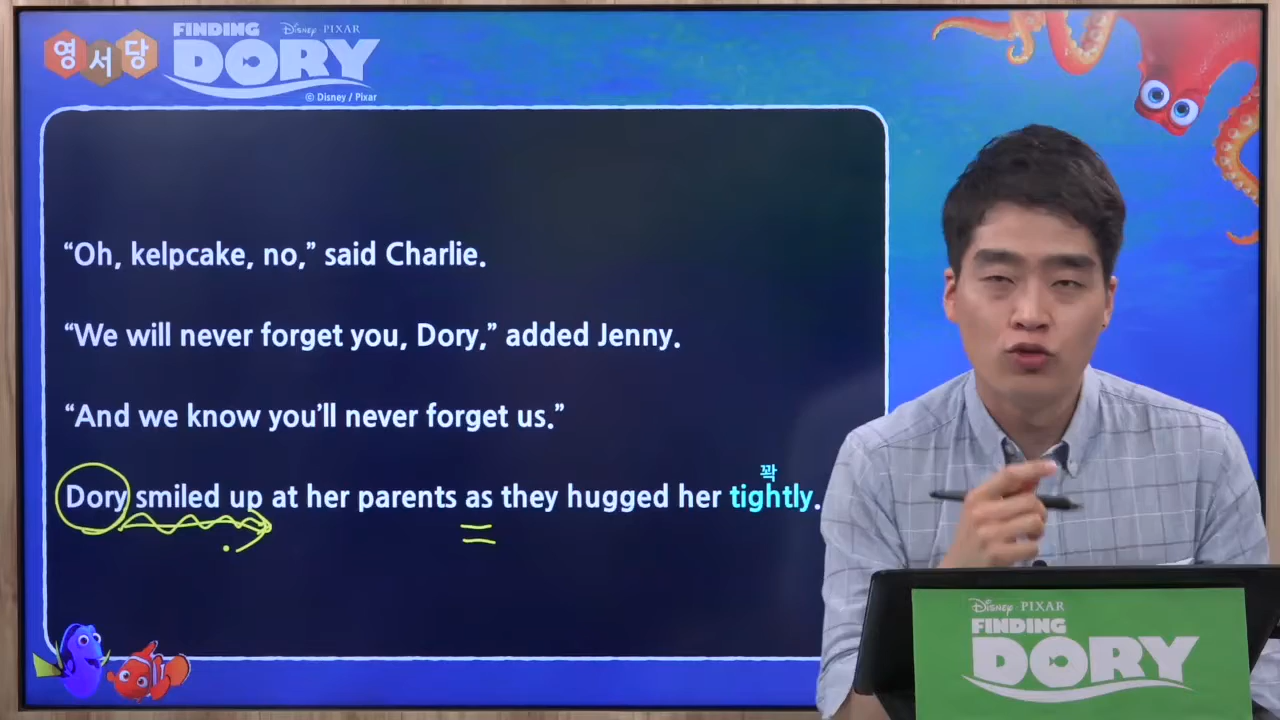 영서당
FINDING
Disney PIXAR
DORY
© Disney / Pixar
“Oh, kelpcake, no,” said Charlie.
“We will never forget you, Dory,” added Jenny.
“And we know you’ll never forget us.”
꽉
Dory smiled up at her parents as they hugged her tightly.
Disney PIXAR
FINDING
DORY